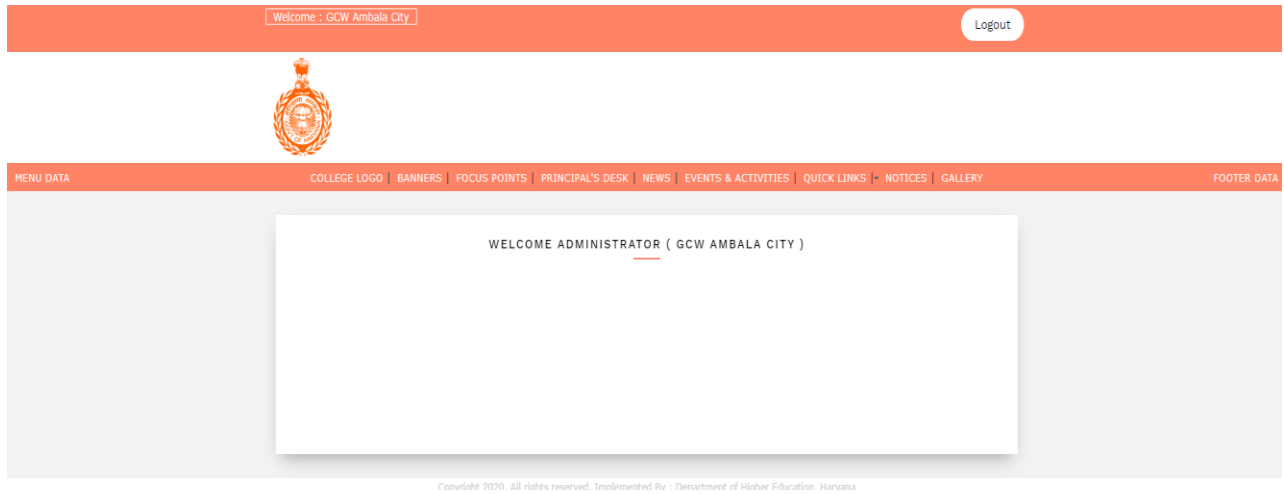 Welcome : GCW Ambala City
Logout
MENU DATA COLLEGE LOGO | BANNERS | FOCUS POINTS | PRINCIPAL'S DESK | NEWS | EVENTS & ACTIVITIES | QUICK LINKS | NOTICES | GALLERY FOOTER DATA
WELCOME ADMINISTRATOR ( GCW AMBALA CITY )
Copyright 2020. All rights reserved. Implemented By : Department of Higher Education, Haryana